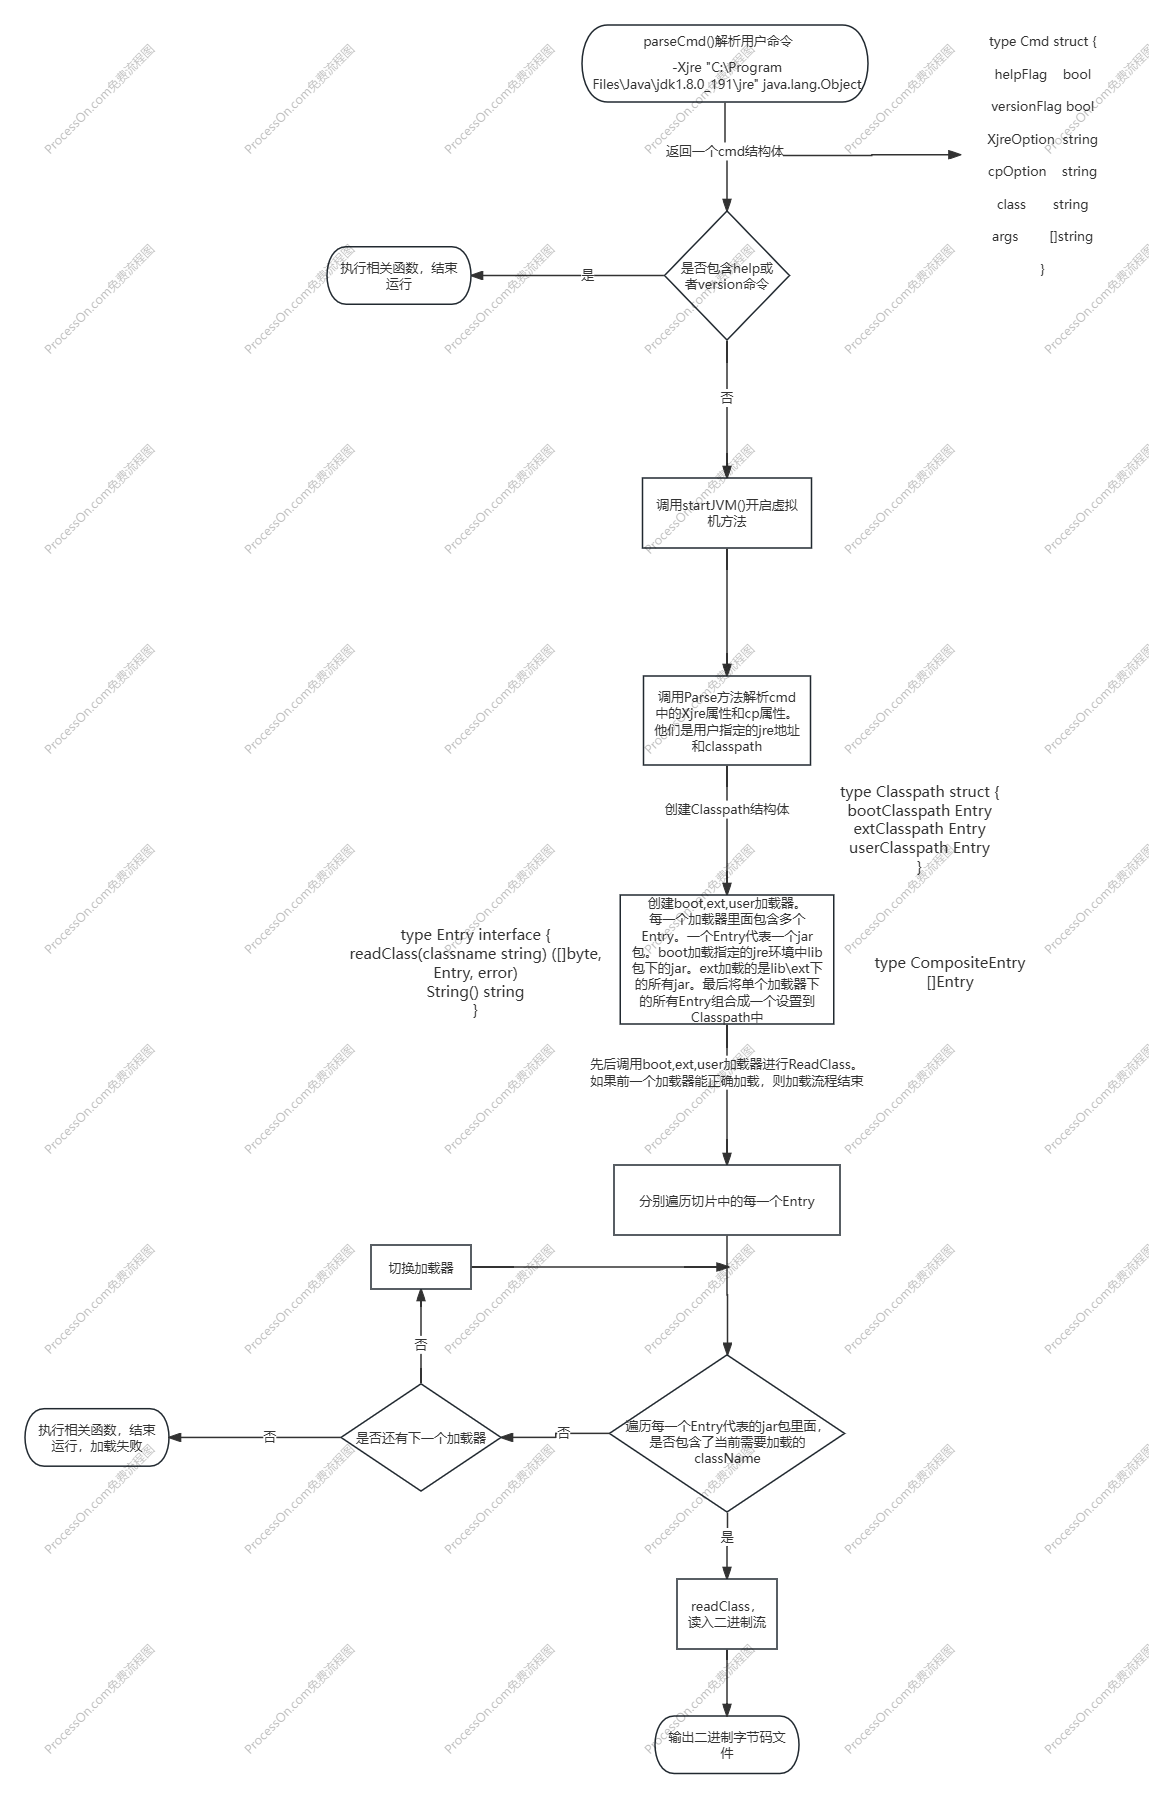 parseCmd()解析用户命令
-Xjre "C:\Program
Files\Java\jdk1.8.0_191\jre" java.lang.Object
type Cmd struct {
helpFlag bool
versionFlag bool
XjreOption string
cpOption string
class string
args []string
}
返回一个cmd结构体
是否包含help或
者version命令
是
执行相关函数，结束
运行
否
调用startJVM()开启虚拟
机方法
调用Parse方法解析cmd
中的Xjre属性和cp属性。
他们是用户指定的jre地址
和classpath
创建Classpath结构体
type Classpath struct {
bootClasspath Entry
extClasspath Entry
userClasspath Entry
}
创建boot,ext,user加载器。
每一个加载器里面包含多个
Entry。一个Entry代表一个jar
包。boot加载指定的jre环境中lib
包下的jar。ext加载的是lib\ext下
的所有jar。最后将单个加载器下
的所有Entry组合成一个设置到
Classpath中
type Entry interface {
readClass(classname string) ([]byte,
Entry, error)
String() string
}
type CompositeEntry
[]Entry
先后调用boot,ext,user加载器进行ReadClass。
如果前一个加载器能正确加载，则加载流程结束
分别遍历切片中的每一个Entry
切换加载器
否
遍历每一个Entry代表的jar包里面，
是否包含了当前需要加载的
className
否
是否还有下一个加载器
否
执行相关函数，结束
运行，加载失败
是
readClass，
读入二进制流
输出二进制字节码文
件
ProcessOn.com免费流程图